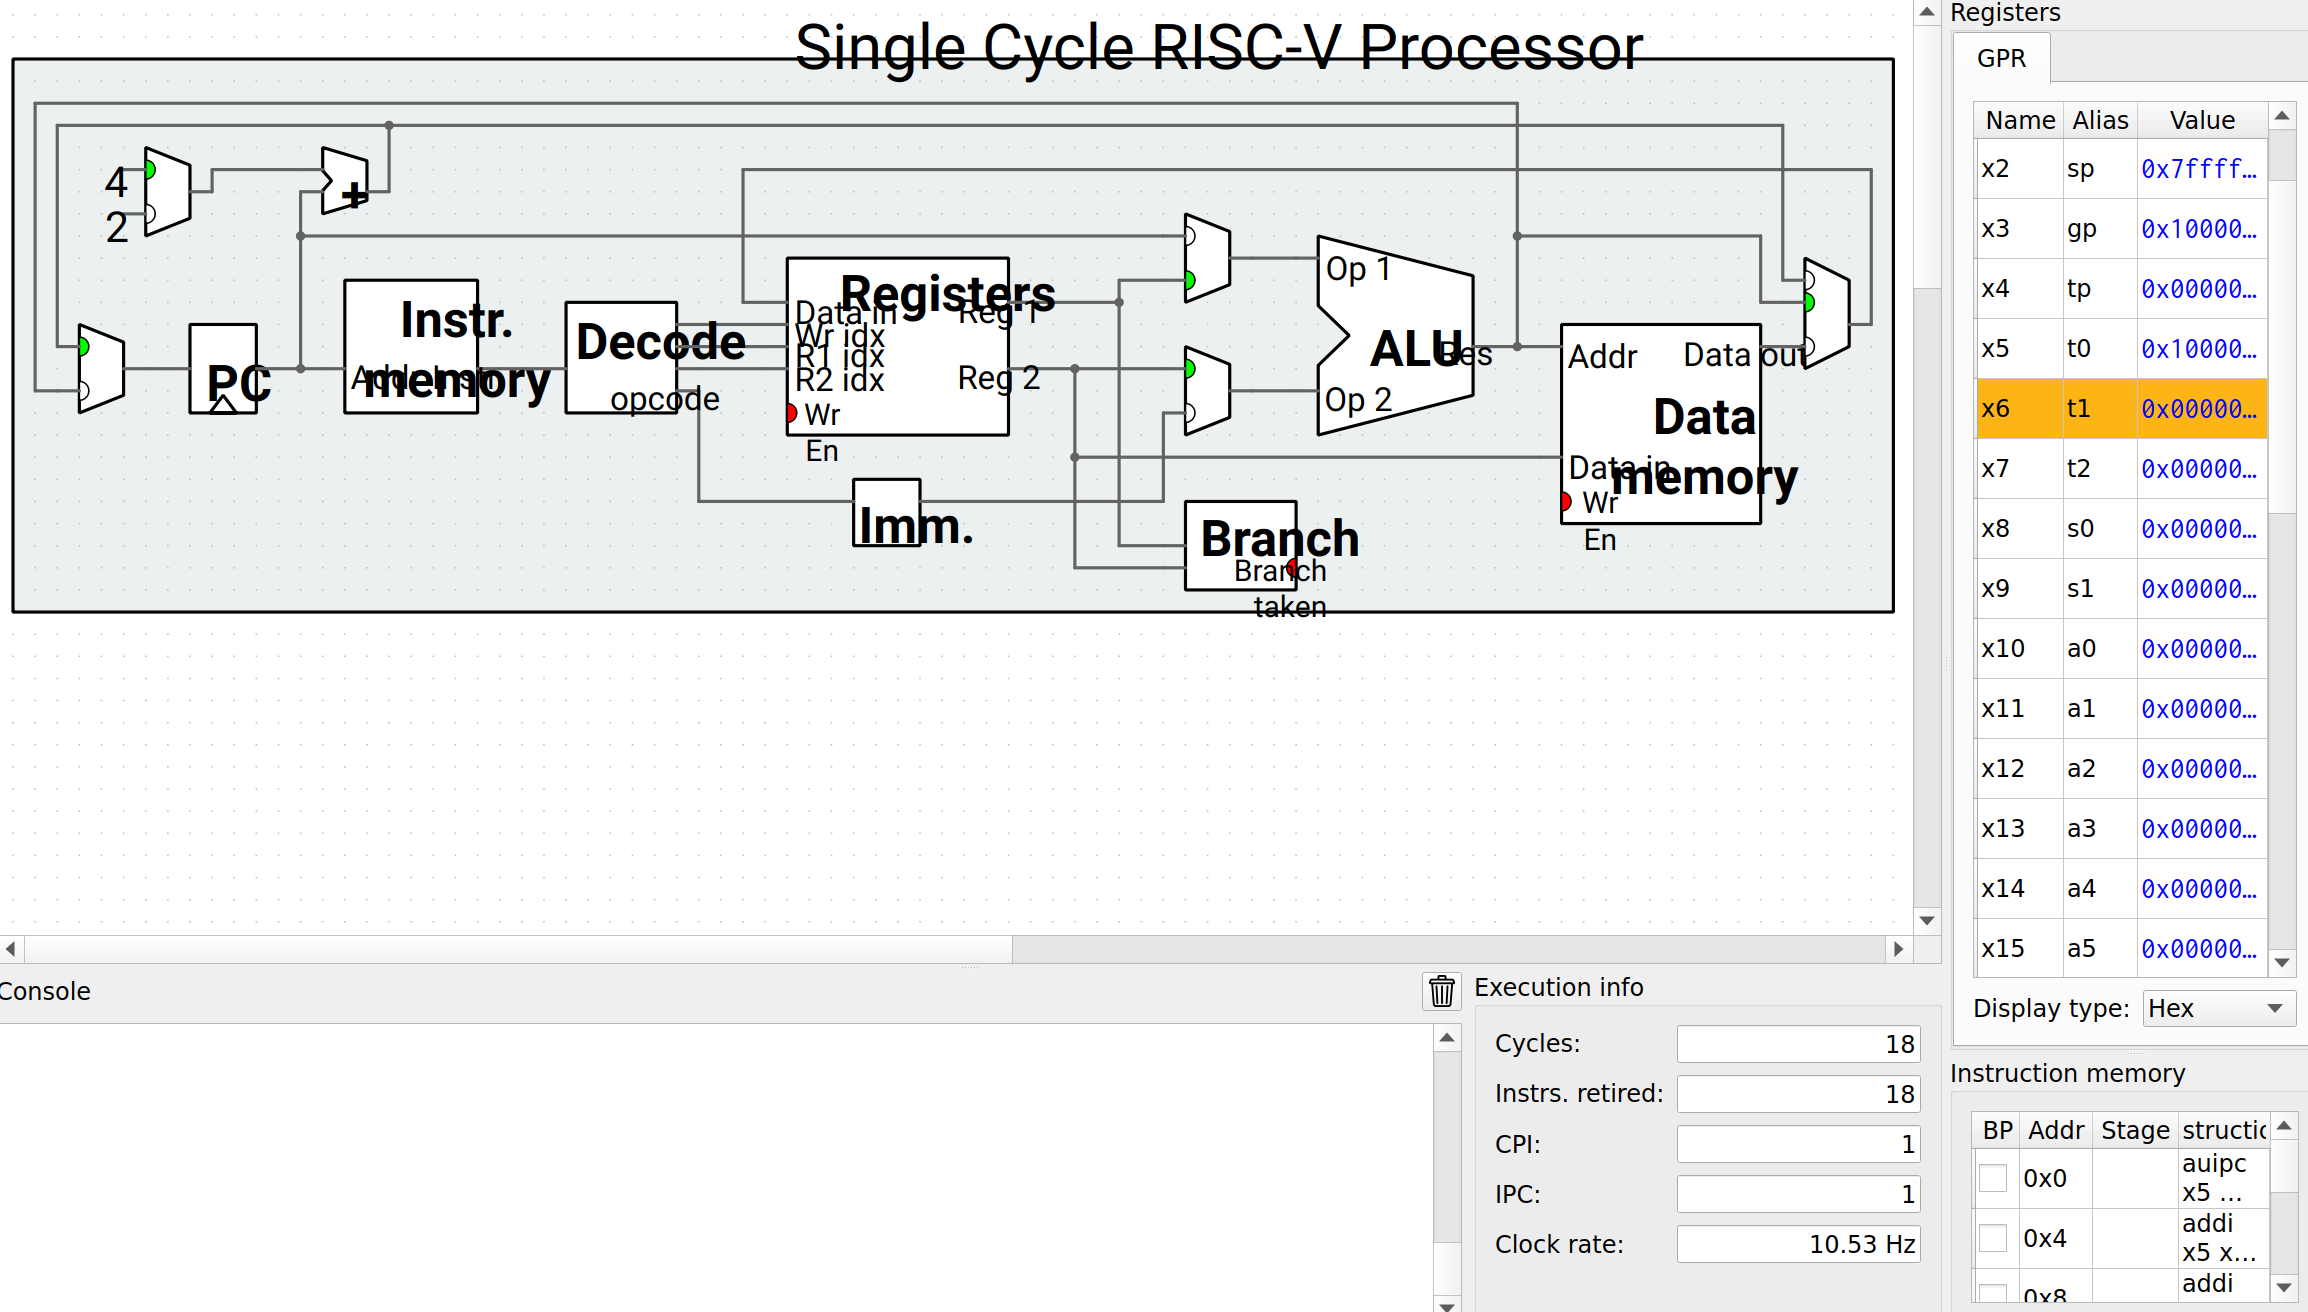 Single Cycle RISC-V Processor
4
2
+
PC
Instr.
memory
Addr
Decode
opcode
Registers
Data in
Wr idx
R1 idx
R2 idx
Wr
En
Reg 1
Reg 2
Imm.
Op 1
Op 2
ALU
Res
Branch
Branch
taken
Addr
Data out
Data
memory
Data in
Wr
En
Console
Execution info
Cycles: 18
Instrs. retired: 18
CPI: 1
IPC: 1
Clock rate: 10.53 Hz
Registers
GPR
Name Alias Value
x2 sp 0x7ffff…
x3 gp 0x10000…
x4 tp 0x00000…
x5 t0 0x10000…
x6 t1 0x00000…
x7 t2 0x00000…
x8 s0 0x00000…
x9 s1 0x00000…
x10 a0 0x00000…
x11 a1 0x00000…
x12 a2 0x00000…
x13 a3 0x00000…
x14 a4 0x00000…
x15 a5 0x00000…
Display type: Hex
Instruction memory
BP Addr Stage structic
0x0 auipc
x5 …
0x4 addi
x5 x…
0x8 addi